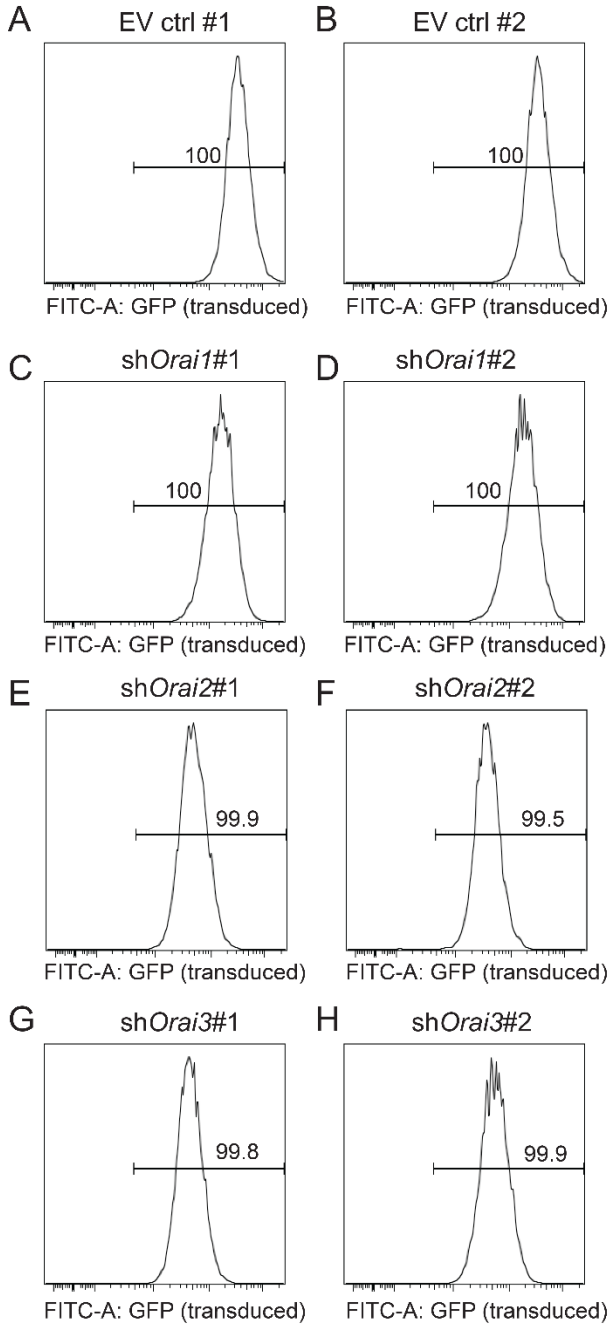 A
EV ctrl #1
100
FITC-A: GFP (transduced)
B
EV ctrl #2
100
FITC-A: GFP (transduced)
C
shOrai1#1
100
FITC-A: GFP (transduced)
D
shOrai1#2
100
FITC-A: GFP (transduced)
E
shOrai2#1
99.9
FITC-A: GFP (transduced)
F
shOrai2#2
99.5
FITC-A: GFP (transduced)
G
shOrai3#1
99.8
FITC-A: GFP (transduced)
H
shOrai3#2
99.9
FITC-A: GFP (transduced)